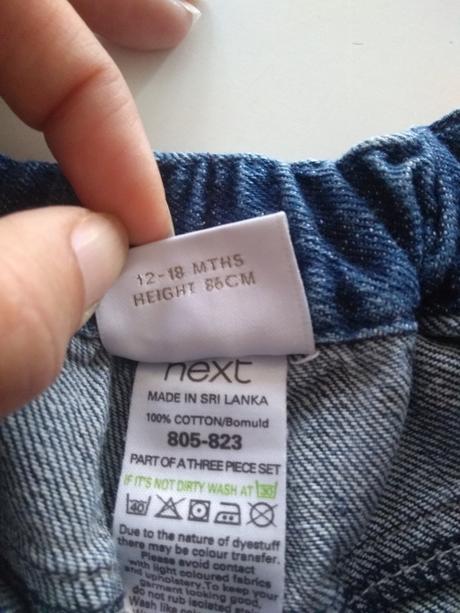 12-18 MTHS
HEIGHT 86CM
next
MADE IN SRI LANKA
100% COTTON/Bomuld
805-823
PART OF A THREE PIECE SET
IF IT'S NOT DIRTY WASH AT 30
40
Due to the nature of dyestuff
there may be colour transfer.
Please avoid contact
with light coloured fabrics
and upholstery. To keep your
garment looking good,
do not rub isolated
Wash like